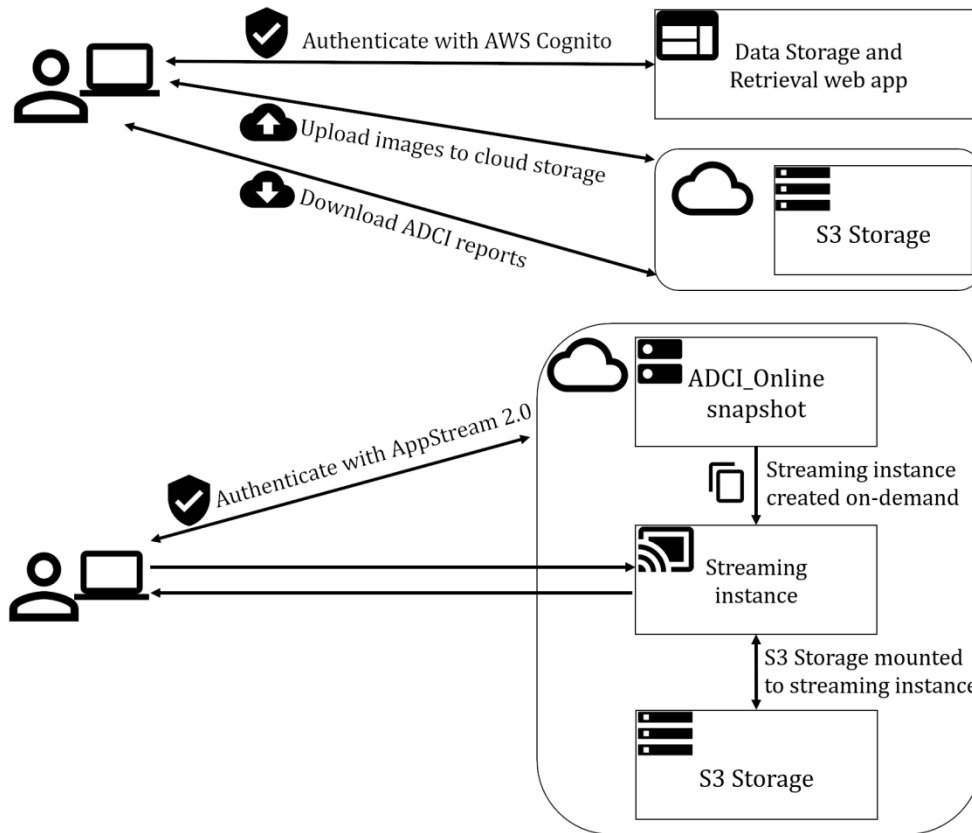 Authenticate with AWS Cognito
Data Storage and
Retrieval web app
Upload images to cloud storage
Download ADCI reports
S3 Storage
ADCI_Online
snapshot
Authenticate with AppStream 2.0
Streaming instance
created on-demand
Streaming
instance
S3 Storage mounted
to streaming instance
S3 Storage